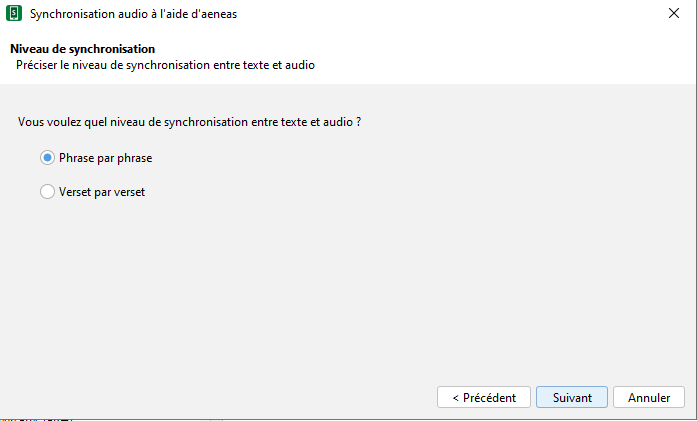 Synchronisation audio à l'aide d'aeneas
Niveau de synchronisation
Préciser le niveau de synchronisation entre texte et audio
Vous voulez quel niveau de synchronisation entre texte et audio ?
Phrase par phrase
Verset par verset
< Précédent
Suivant
Annuler